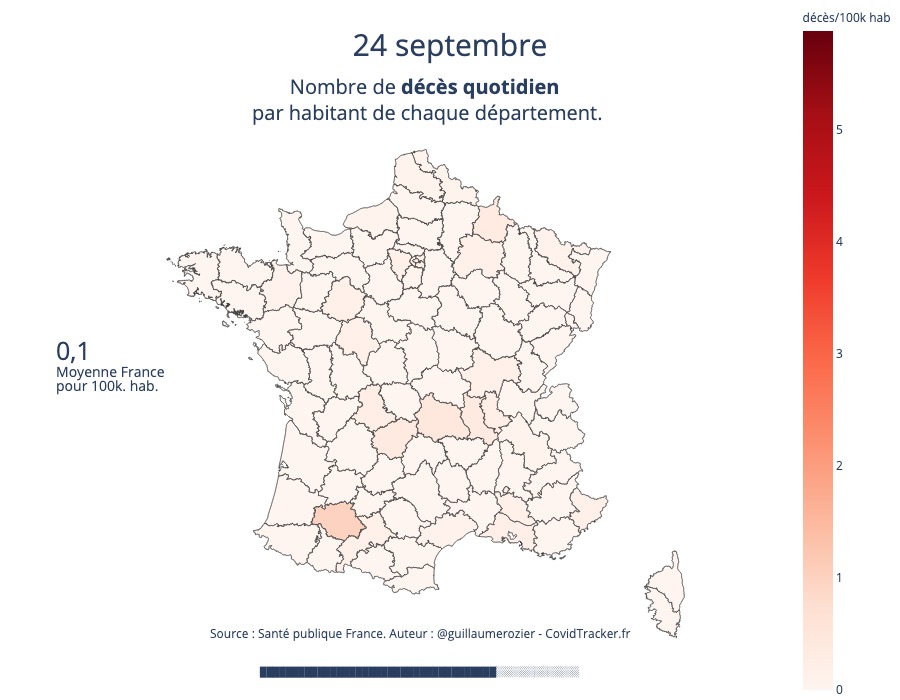 décès/100k hab
24 septembre
Nombre de décès quotidien
par habitant de chaque département.
5
4
0,1
Moyenne France
pour 100k. hab.
3
2
1
Source : Santé publique France. Auteur : @guillaumerozier - CovidTracker.fr
0